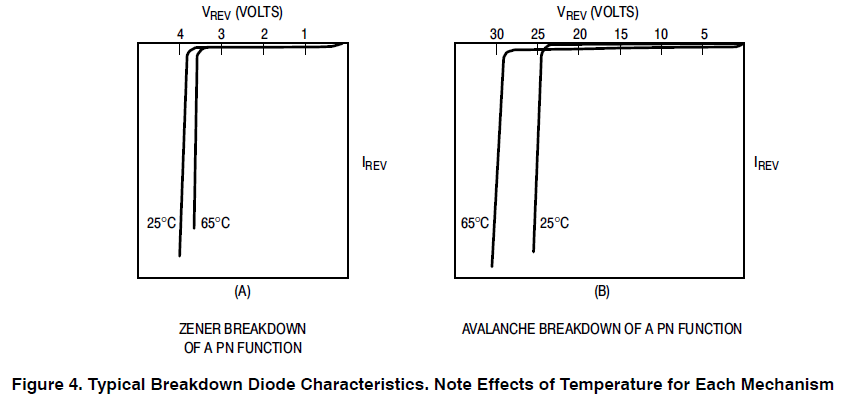 VREV (VOLTS)
4 3 2 1
IREV
25°C 65°C
(A)
ZENER BREAKDOWN
OF A PN FUNCTION
VREV (VOLTS)
30 25 20 15 10 5
IREV
65°C 25°C
(B)
AVALANCHE BREAKDOWN OF A PN FUNCTION
Figure 4. Typical Breakdown Diode Characteristics. Note Effects of Temperature for Each Mechanism